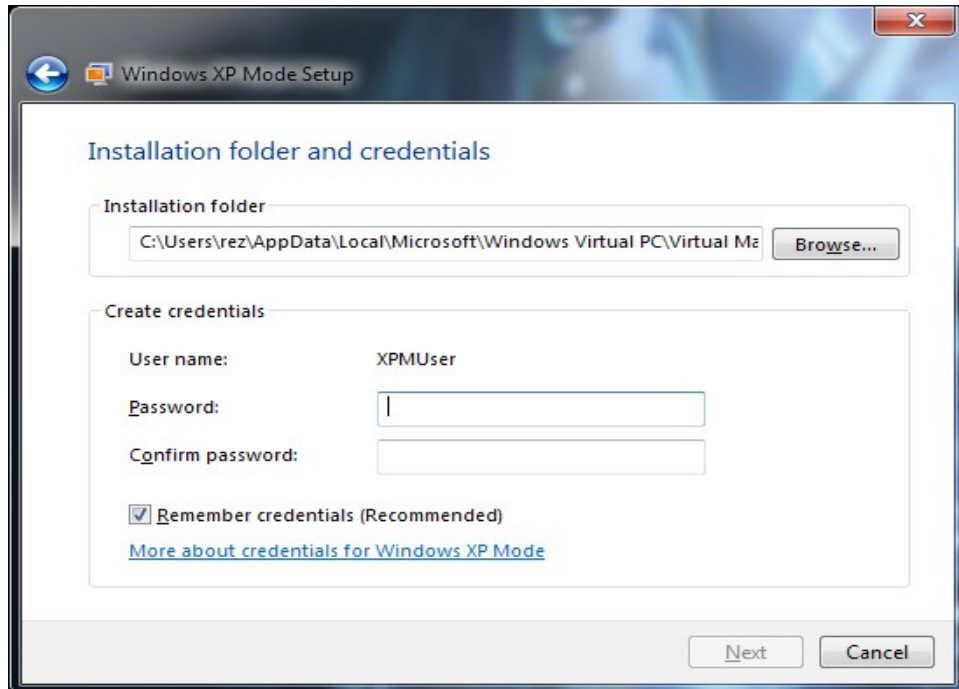 Windows XP Mode Setup
Installation folder and credentials
Installation folder
C:\Users\rez\AppData\Local\Microsoft\Windows Virtual PC\Virtual Ma
Browse...
Create credentials
User name: XPMUser
Password:
Confirm password:
Remember credentials (Recommended)
More about credentials for Windows XP Mode
Next Cancel